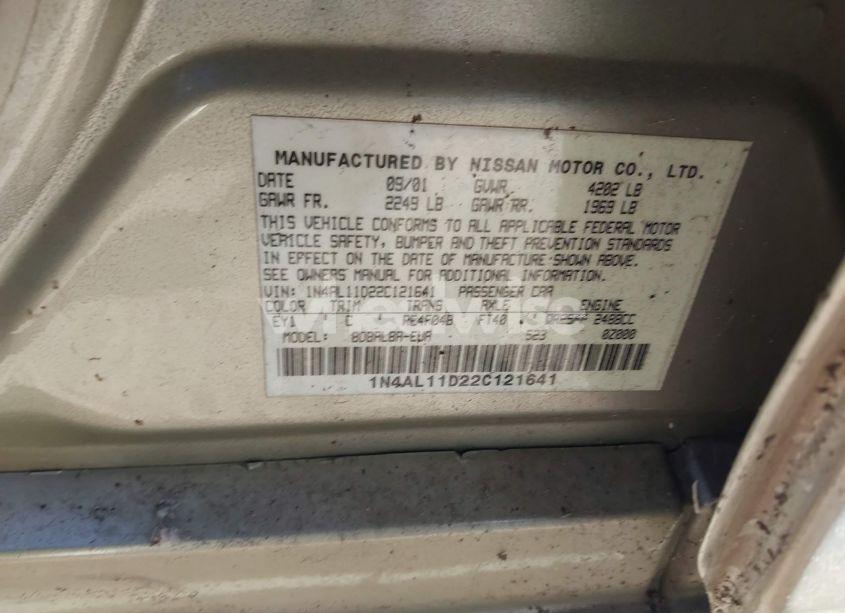 MANUFACTURED BY NISSAN MOTOR CO., LTD.
DATE 09/01 GVWR 4202 LB
GAWR FR. 2249 LB GAWR RR. 1969 LB
THIS VEHICLE CONFORMS TO ALL APPLICABLE FEDERAL MOTOR
VEHICLE SAFETY, BUMPER AND THEFT PREVENTION STANDARDS
IN EFFECT ON THE DATE OF MANUFACTURE SHOWN ABOVE.
SEE OWNERS MANUAL FOR ADDITIONAL INFORMATION.
VIN: 1N4AL11D22C121641 PASSENGER CAR
COLOR TRIM TRANS AXLE ENGINE
EY1 C RE4F04B FT40 2488CC
MODEL: BDBALBA-EWA 523 0Z000
1N4AL11D22C121641